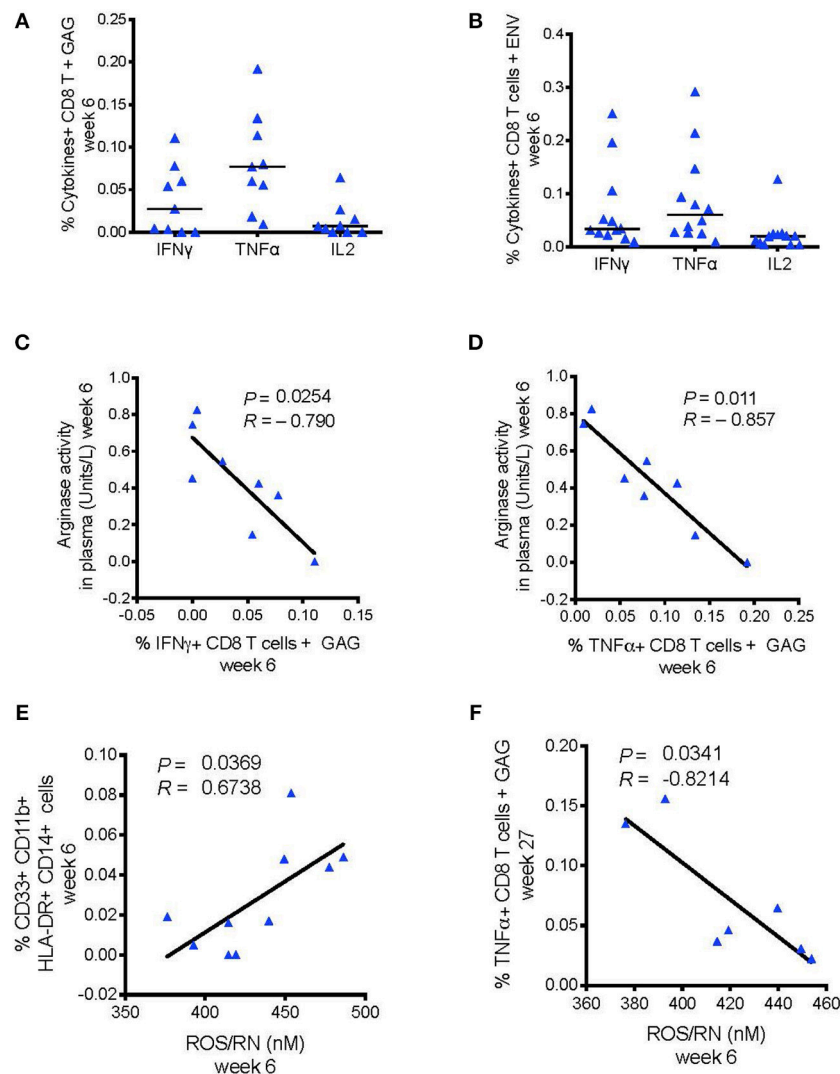 A
% Cytokines+ CD8 T + GAG
week 6
0.25
0.20
0.15
0.10
0.05
0.00
IFNγ TNFα IL2
B
% Cytokines+ CD8 T cells + ENV
week 6
0.4
0.3
0.2
0.1
0.0
IFNγ TNFα IL2
C
Arginase activity
in plasma (Units/L) week 6
1.0
0.8
0.6
0.4
0.2
0.0
-0.2
P = 0.0254
R = – 0.790
-0.05 0.00 0.05 0.10 0.15
% IFNγ+ CD8 T cells + GAG
week 6
D
Arginase activity
in plasma (Units/L) week 6
1.0
0.8
0.6
0.4
0.2
0.0
-0.2
P = 0.011
R = – 0.857
0.00 0.05 0.10 0.15 0.20 0.25
% TNFα+ CD8 T cells + GAG
week 6
E
% CD33+ CD11b+
HLA-DR+ CD14+ cells
week 6
0.10
0.08
0.06
0.04
0.02
0.00
-0.02
P = 0.0369
R = 0.6738
350 400 450 500
ROS/RN (nM)
week 6
F
% TNFα+ CD8 T cells + GAG
week 27
0.20
0.15
0.10
0.05
0.00
P = 0.0341
R = -0.8214
360 380 400 420 440 460
ROS/RN (nM)
week 6